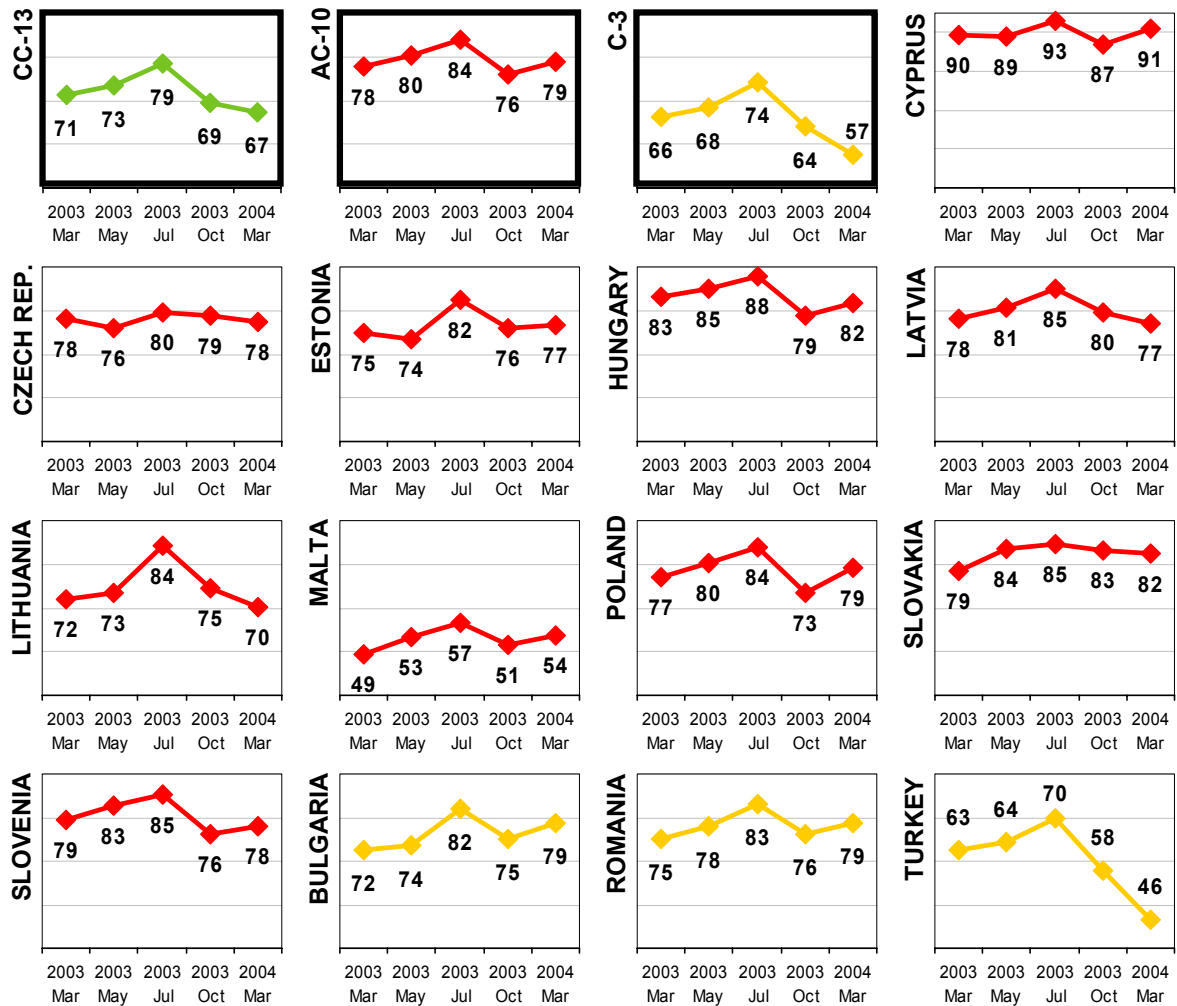 CC-13
71 73 79 69 67
2003 2003 2003 2003 2004
Mar May Jul Oct Mar
AC-10
78 80 84 76 79
2003 2003 2003 2003 2004
Mar May Jul Oct Mar
C-3
66 68 74 64 57
2003 2003 2003 2003 2004
Mar May Jul Oct Mar
CYPRUS
90 89 93 87 91
2003 2003 2003 2003 2004
Mar May Jul Oct Mar
CZECH REP.
78 76 80 79 78
2003 2003 2003 2003 2004
Mar May Jul Oct Mar
ESTONIA
75 74 82 76 77
2003 2003 2003 2003 2004
Mar May Jul Oct Mar
HUNGARY
83 85 88 79 82
2003 2003 2003 2003 2004
Mar May Jul Oct Mar
LATVIA
78 81 85 80 77
2003 2003 2003 2003 2004
Mar May Jul Oct Mar
LITHUANIA
72 73 84 75 70
2003 2003 2003 2003 2004
Mar May Jul Oct Mar
MALTA
49 53 57 51 54
2003 2003 2003 2003 2004
Mar May Jul Oct Mar
POLAND
77 80 84 73 79
2003 2003 2003 2003 2004
Mar May Jul Oct Mar
SLOVAKIA
79 84 85 83 82
2003 2003 2003 2003 2004
Mar May Jul Oct Mar
SLOVENIA
79 83 85 76 78
2003 2003 2003 2003 2004
Mar May Jul Oct Mar
BULGARIA
72 74 82 75 79
2003 2003 2003 2003 2004
Mar May Jul Oct Mar
ROMANIA
75 78 83 76 79
2003 2003 2003 2003 2004
Mar May Jul Oct Mar
TURKEY
63 64 70 58 46
2003 2003 2003 2003 2004
Mar May Jul Oct Mar